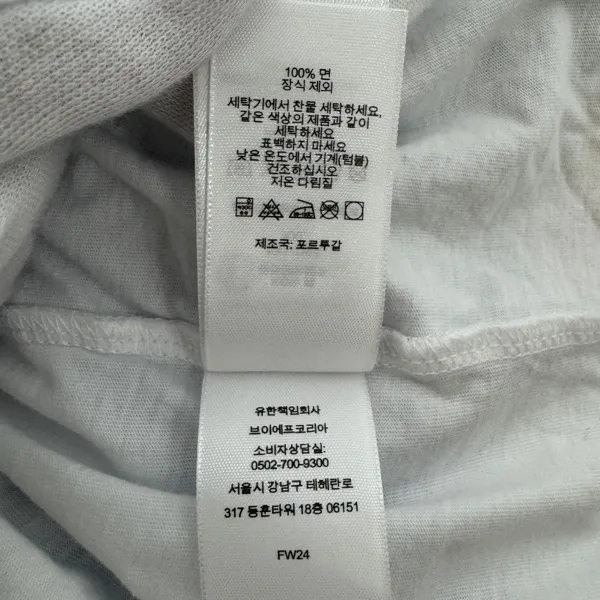 100% 면
장식 제외
세탁기에서 찬물 세탁하세요,
같은 색상의 제품과 같이
세탁하세요
표백하지 마세요
낮은 온도에서 기계(텀블)
건조하십시오
저온 다림질
제조국: 포르투갈
유한책임회사
브이에프코리아
소비자상담실:
0502-700-9300
서울시 강남구 테헤란로
317 동훈타워 18층 06151
FW24